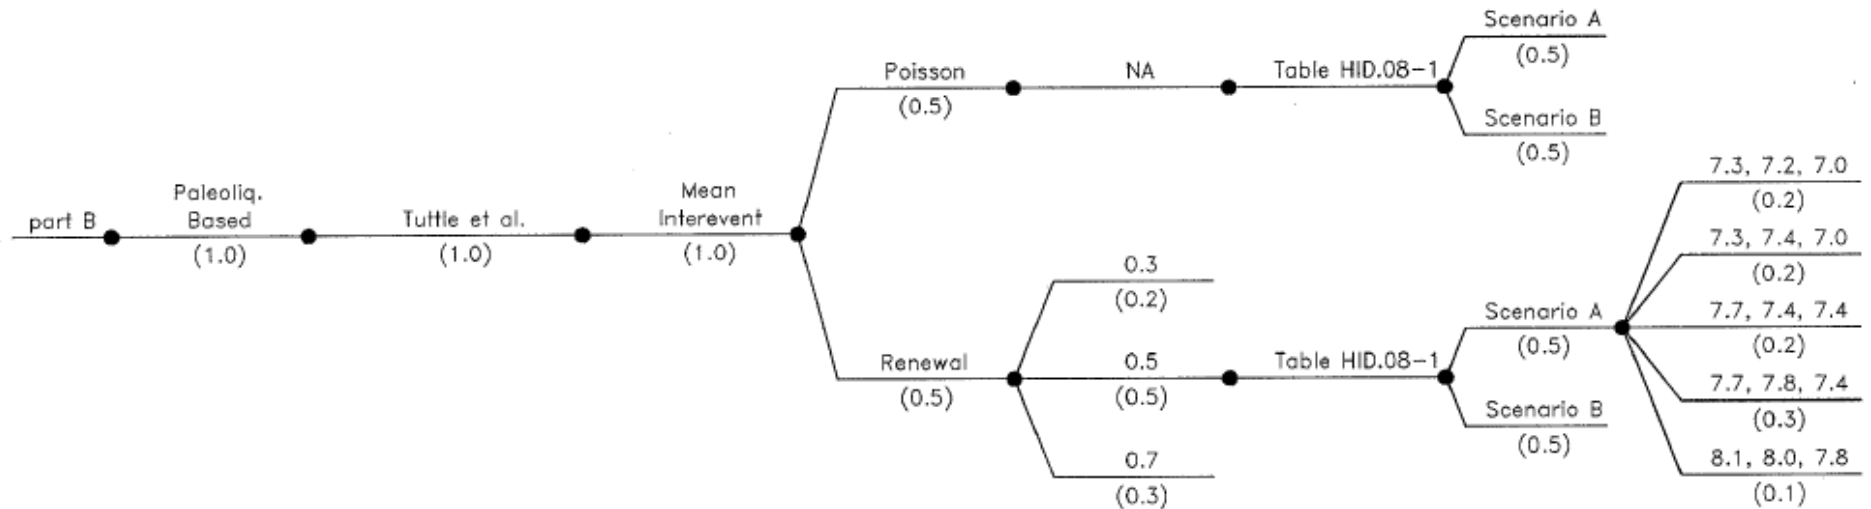 part B
Paleoliq.
Based
(1.0)
Tuttle et al.
(1.0)
Mean
Interevent
(1.0)
Poisson
(0.5)
NA
Table HID.08-1
Scenario A
(0.5)
Scenario B
(0.5)
Renewal
(0.5)
0.3
(0.2)
0.5
(0.5)
0.7
(0.3)
Table HID.08-1
Scenario A
(0.5)
Scenario B
(0.5)
7.3, 7.2, 7.0
(0.2)
7.3, 7.4, 7.0
(0.2)
7.7, 7.4, 7.4
(0.2)
7.7, 7.8, 7.4
(0.3)
8.1, 8.0, 7.8
(0.1)